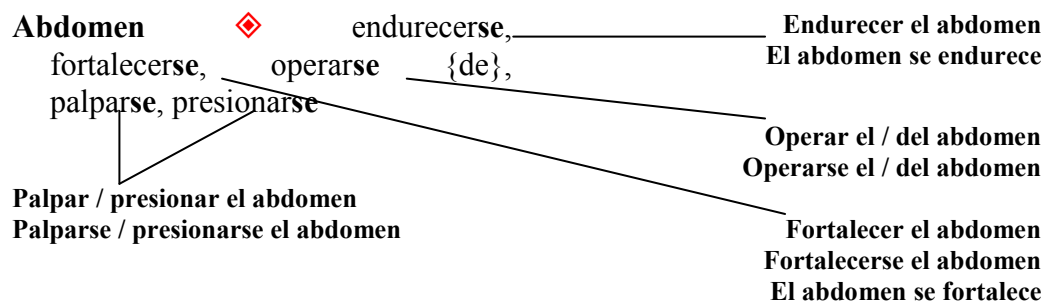 Abdomen endurecerse,
fortalecerse, operarse {de},
palparse, presionarse
Endurecer el abdomen
El abdomen se endurece
Operar el / del abdomen
Operarse el / del abdomen
Palpar / presionar el abdomen
Palparse / presionarse el abdomen
Fortalecer el abdomen
Fortalecerse el abdomen
El abdomen se fortalece